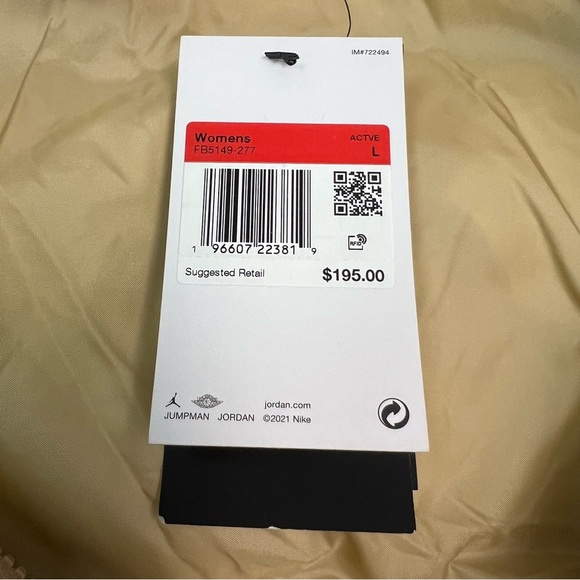 IM#722494
Womens ACTVE
FB5149-277 L
1 96607 22381 9
RFID
Suggested Retail $195.00
jordan.com
JUMPMAN JORDAN ©2021 Nike